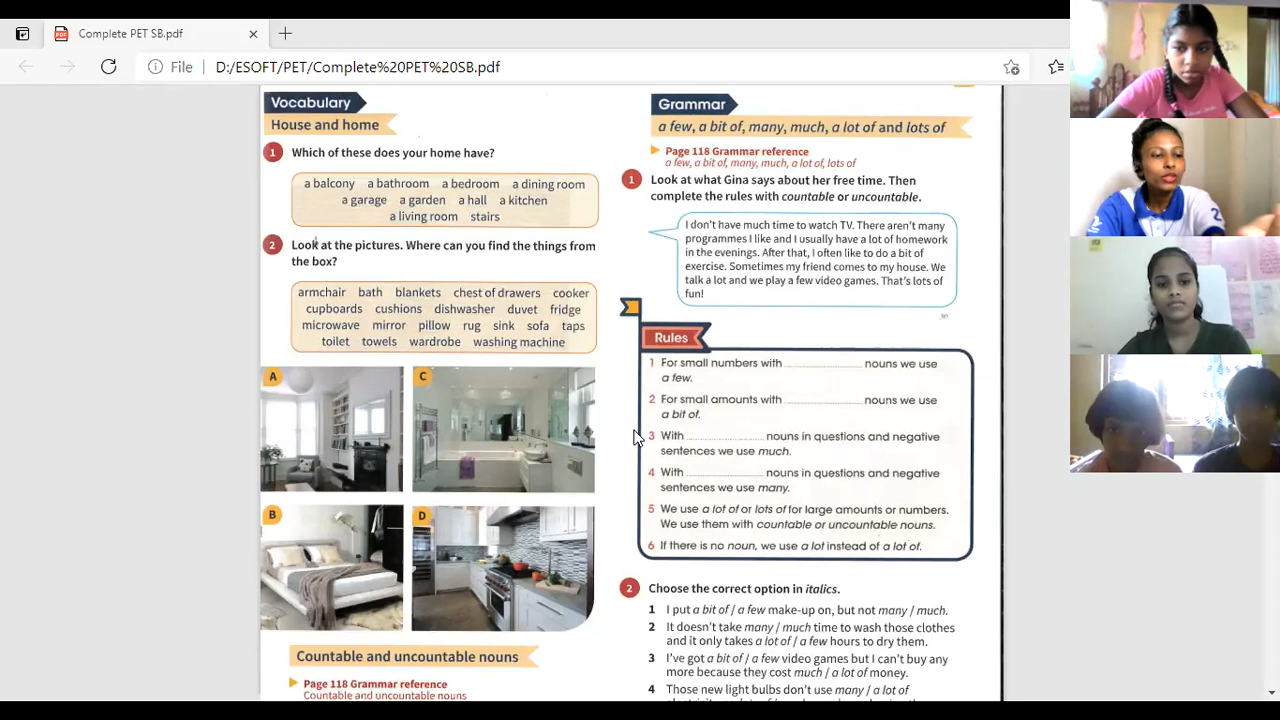 Complete PET SB.pdf
File D:/ESOFT/PET/Complete%20PET%20SB.pdf
Vocabulary
House and home
1 Which of these does your home have?
a balcony a bathroom a bedroom a dining room
a garage a garden a hall a kitchen
a living room stairs
2 Look at the pictures. Where can you find the things from
the box?
armchair bath blankets chest of drawers cooker
cupboards cushions dishwasher duvet fridge
microwave mirror pillow rug sink sofa taps
toilet towels wardrobe washing machine
A
C
B
D
Countable and uncountable nouns
Page 118 Grammar reference
Countable and uncountable nouns
Grammar
a few, a bit of, many, much, a lot of and lots of
Page 118 Grammar reference
a few, a bit of, many, much, a lot of, lots of
1 Look at what Gina says about her free time. Then
complete the rules with countable or uncountable.
I don't have much time to watch TV. There aren't many
programmes I like and I usually have a lot of homework
in the evenings. After that, I often like to do a bit of
exercise. Sometimes my friend comes to my house. We
talk a lot and we play a few video games. That's lots of
fun!
Rules
1 For small numbers with .................... nouns we use
a few.
2 For small amounts with .................... nouns we use
a bit of.
3 With .................... nouns in questions and negative
sentences we use much.
4 With .................... nouns in questions and negative
sentences we use many.
5 We use a lot of or lots of for large amounts or numbers.
We use them with countable or uncountable nouns.
6 If there is no noun, we use a lot instead of a lot of.
2 Choose the correct option in italics.
1 I put a bit of / a few make-up on, but not many / much.
2 It doesn't take many / much time to wash those clothes
and it only takes a lot of / a few hours to dry them.
3 I've got a bit of / a few video games but I can't buy any
more because they cost much / a lot of money.
4 Those new light bulbs don't use many / a lot of